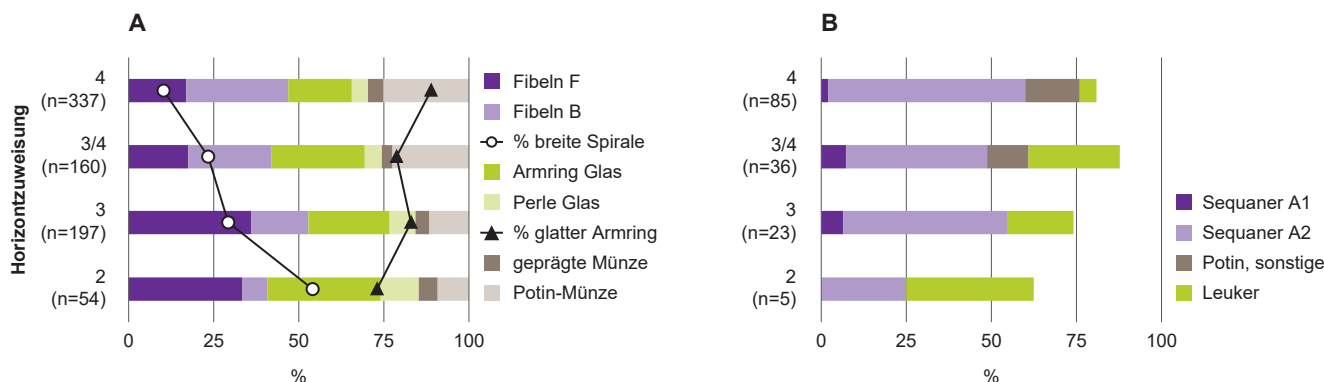 A
B
Horizontzuweisung
4
(n=337)
3/4
(n=160)
3
(n=197)
2
(n=54)
0
25
50
75
100
%
Fibeln F
Fibeln B
% breite Spirale
Armring Glas
Perle Glas
% glatter Armring
geprägte Münze
Potin-Münze
4
(n=85)
3/4
(n=36)
3
(n=23)
2
(n=5)
0
25
50
75
100
%
Sequaner A1
Sequaner A2
Potin, sonstige
Leuker